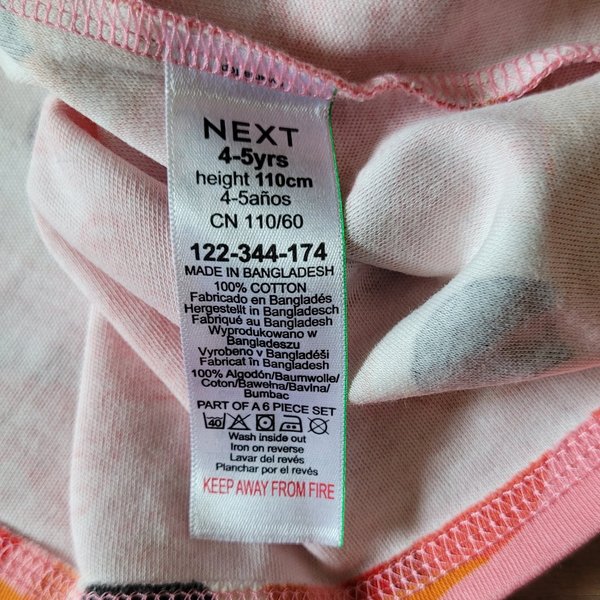 NEXT
4-5yrs
height 110cm
4-5años
CN 110/60
122-344-174
MADE IN BANGLADESH
100% COTTON
Fabricado en Bangladés
Hergestellt in Bangladesch
Fabriqué au Bangladesh
Wyprodukowano w
Bangladeszu
Vyrobeno v Bangladéši
Fabricat în Bangladesh
100% Algodón/Baumwolle/
Coton/Bawełna/Bavlna/
Bumbac
PART OF A 6 PIECE SET
40
Wash inside out
Iron on reverse
Lavar del revés
Planchar por el revés
KEEP AWAY FROM FIRE